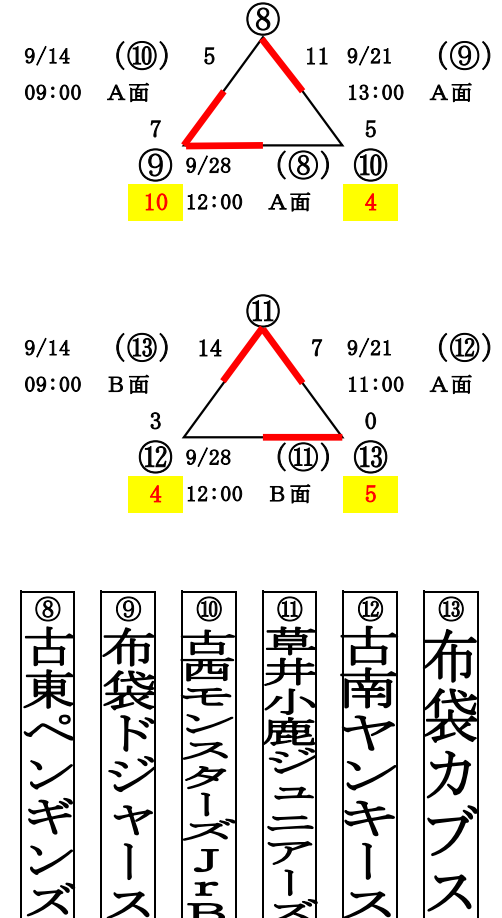 ⑧
9/14 (⑩) 5 11 9/21 (⑨)
09:00 A面 13:00 A面
7 5
⑨ 9/28 (⑧) ⑩
10 12:00 A面 4
⑪
9/14 (⑬) 14 7 9/21 (⑫)
09:00 B面 11:00 A面
3 0
⑫ 9/28 (⑪) ⑬
4 12:00 B面 5
⑧古東ペンギンズ
⑨布袋ドジャース
⑩古西モンスターズJrB
⑪草井小鹿ジュニアーズ
⑫古南ヤンキース
⑬布袋カブス